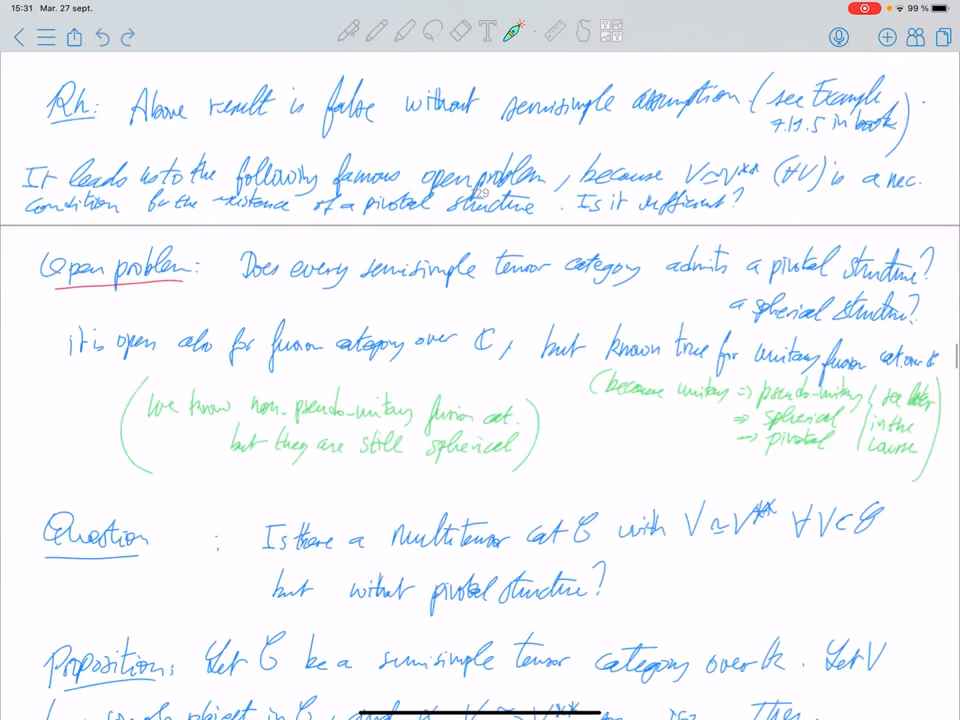 15:31 Mar. 27 sept.
99 %
Rk: Above result is false without semisimple assumption (see Example
7.19.5 in book).
It leads us to the following famous open problem, because V ≃ V** (∀V) is a nec.
29
condition for the existence of a pivotal structure. Is it sufficient?
Open problem: Does every semisimple tensor category admits a pivotal structure?
a spherical structure?
it is open also for fusion category over ℂ, but known true for unitary fusion cat. over ℂ
(because unitary ⇒ pseudo-unitary
⇒ spherical
⇒ pivotal
see later
in the
course)
(We know non-pseudo-unitary fusion cat.
but they are still spherical)
Question : Is there a multitensor cat C with V ≃ V** ∀V ∈ C
but without pivotal structure?
Proposition: Let C be a semisimple tensor category over k. Let V